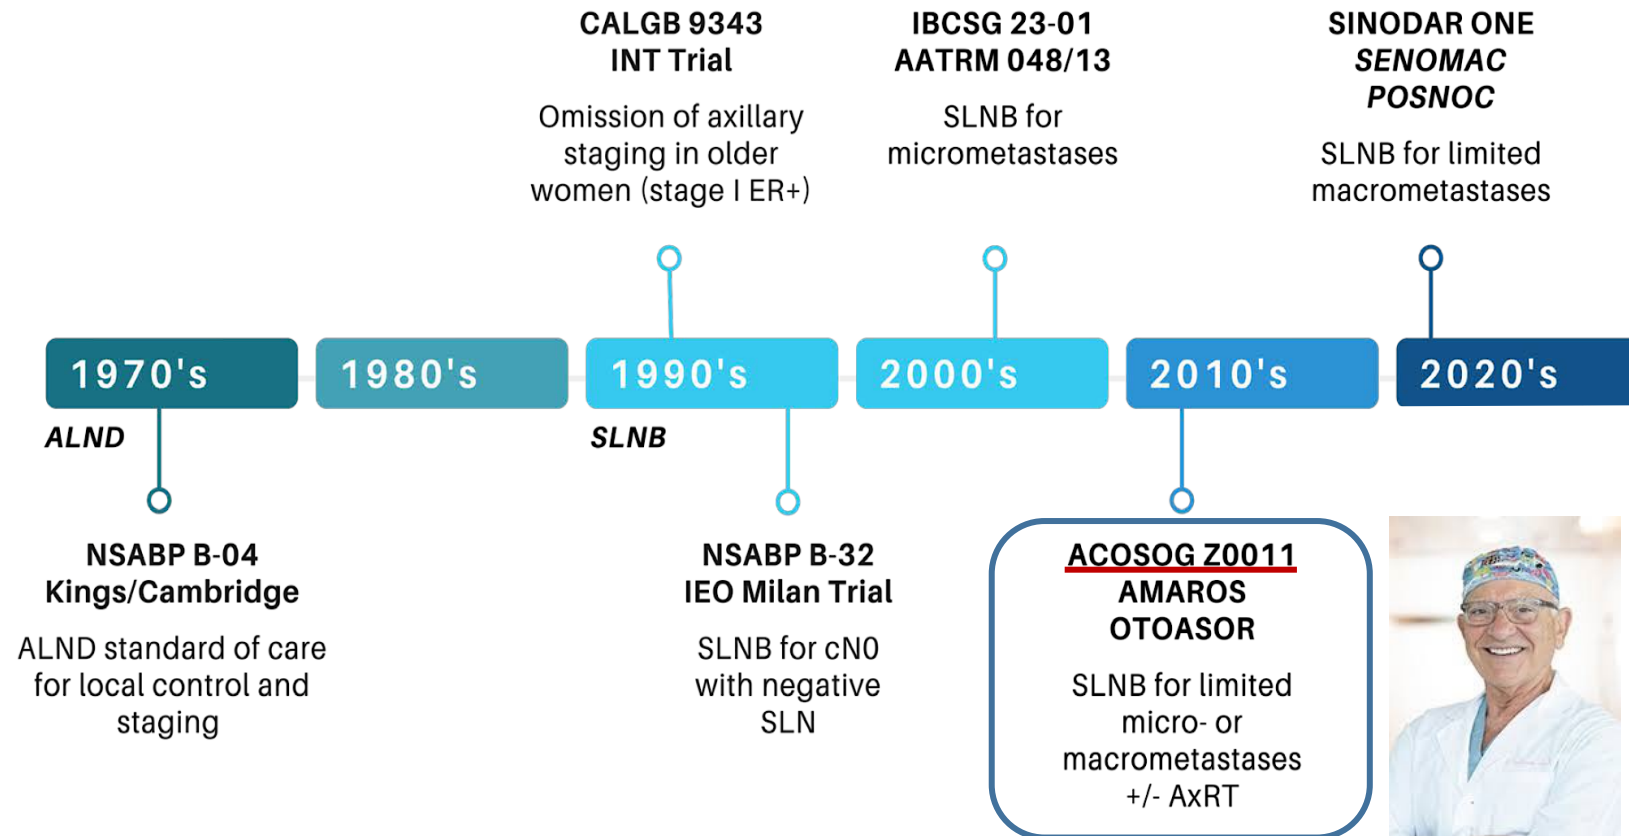 CALGB 9343
INT Trial
Omission of axillary
staging in older
women (stage I ER+)
IBCSG 23-01
AATRM 048/13
SLNB for
micrometastases
SINODAR ONE
SENOMAC
POSNOC
SLNB for limited
macrometastases
1970's
1980's
1990's
2000's
2010's
2020's
ALND
SLNB
NSABP B-04
Kings/Cambridge
ALND standard of care
for local control and
staging
NSABP B-32
IEO Milan Trial
SLNB for cN0
with negative
SLN
ACOSOG Z0011
AMAROS
OTOASOR
SLNB for limited
micro- or
macrometastases
+/- AxRT